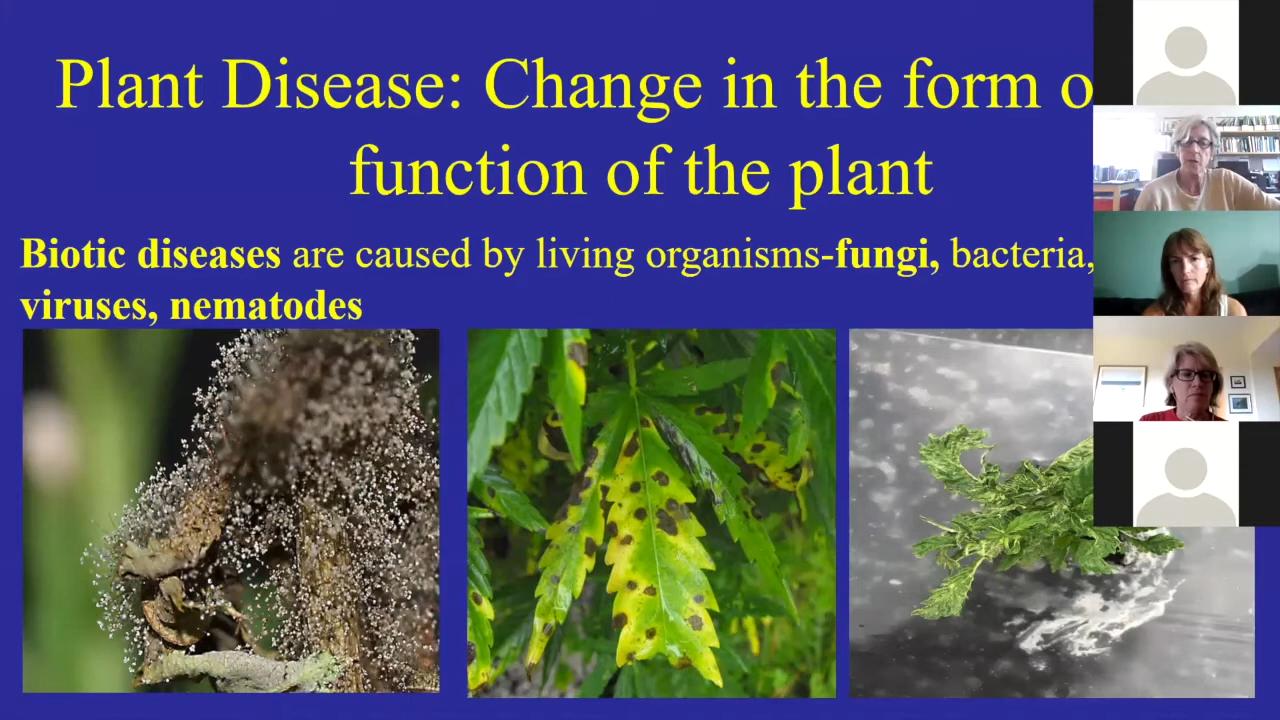 Plant Disease: Change in the form o
function of the plant
Biotic diseases are caused by living organisms-fungi, bacteria,
viruses, nematodes